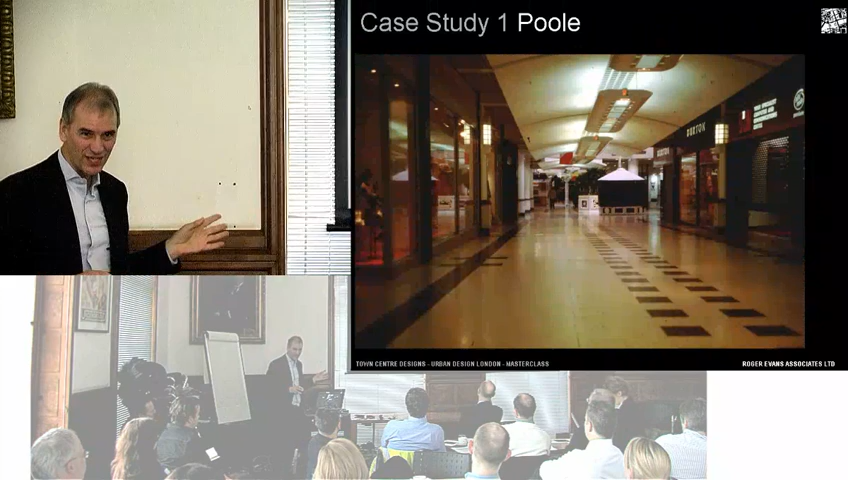 Case Study 1 Poole
BURTON
TOWN CENTRE DESIGNS - URBAN DESIGN LONDON - MASTERCLASS
ROGER EVANS ASSOCIATES LTD